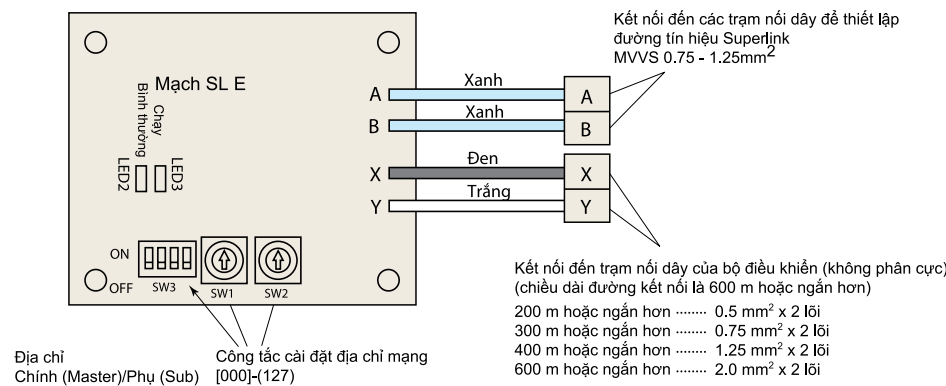 Kết nối đến các trạm nối dây để thiết lập
đường tín hiệu Superlink
MVVS 0.75 - 1.25mm²
Mạch SL E
Bình thường
Chạy
LED2
LED3
A
Xanh
A
B
Xanh
B
X
Đen
X
Y
Trắng
Y
ON
OFF
SW3
SW1
SW2
Kết nối đến trạm nối dây của bộ điều khiển (không phân cực)
(chiều dài đường kết nối là 600 m hoặc ngắn hơn)
200 m hoặc ngắn hơn ........ 0.5 mm² x 2 lõi
300 m hoặc ngắn hơn ........ 0.75 mm² x 2 lõi
400 m hoặc ngắn hơn ........ 1.25 mm² x 2 lõi
600 m hoặc ngắn hơn ........ 2.0 mm² x 2 lõi
Địa chỉ
Chính (Master)/Phụ (Sub)
Công tắc cài đặt địa chỉ mạng
[000]-(127)